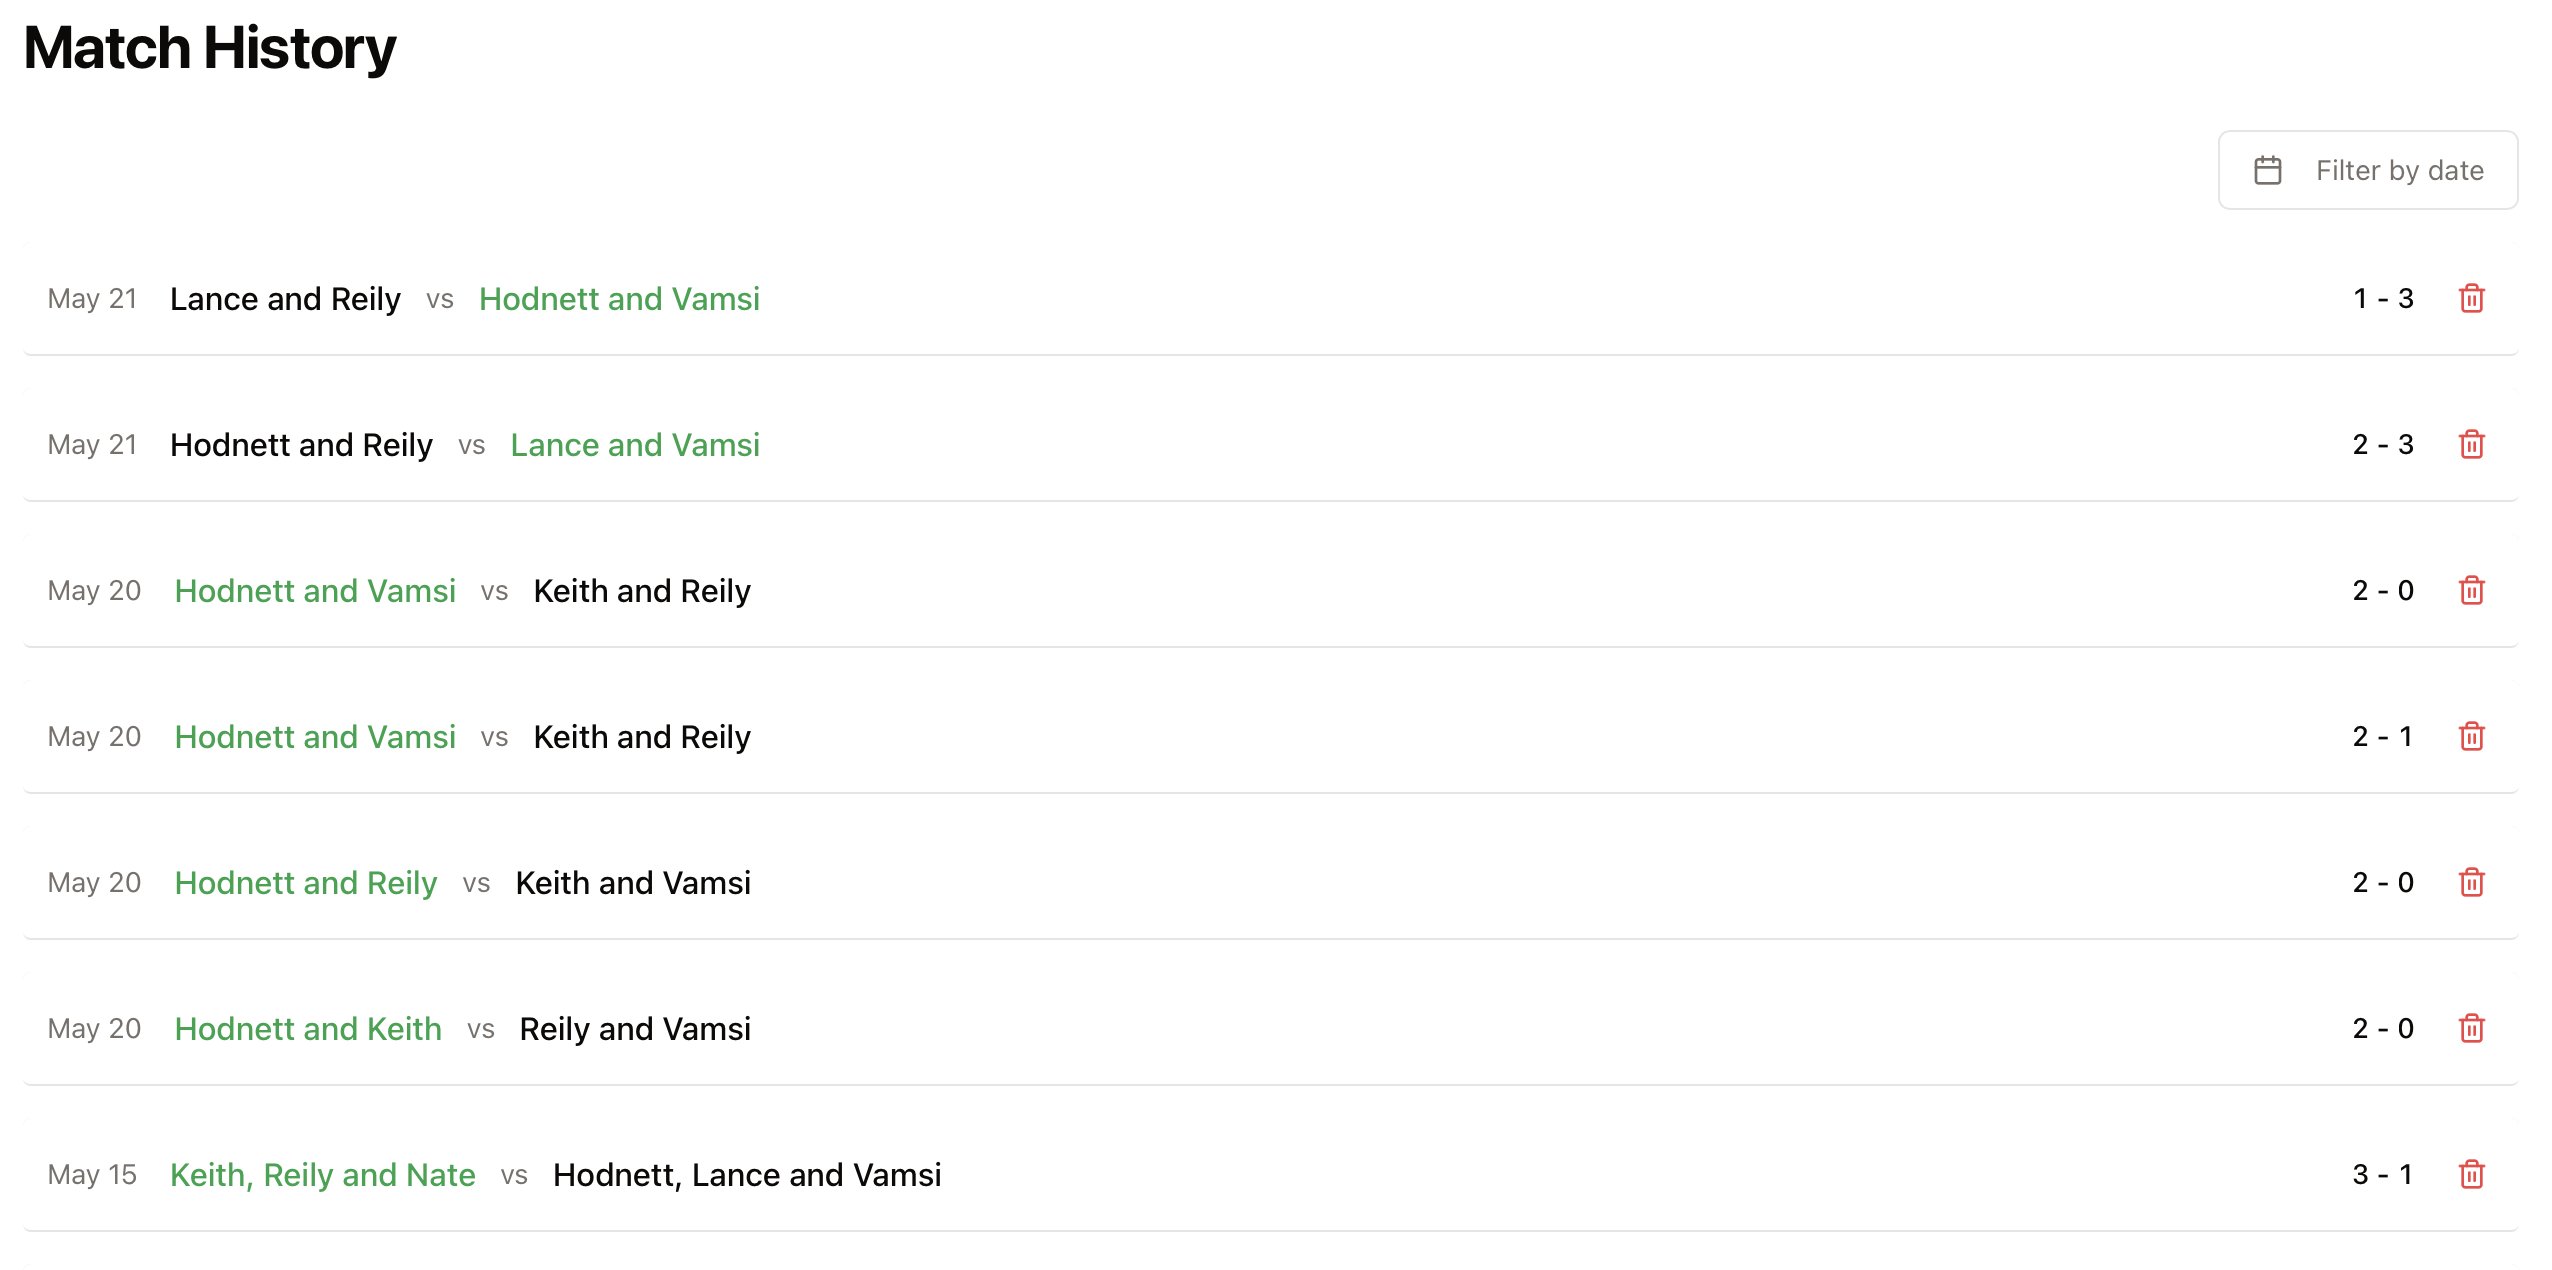 Match History
Filter by date
May 21 Lance and Reily vs Hodnett and Vamsi 1 - 3
May 21 Hodnett and Reily vs Lance and Vamsi 2 - 3
May 20 Hodnett and Vamsi vs Keith and Reily 2 - 0
May 20 Hodnett and Vamsi vs Keith and Reily 2 - 1
May 20 Hodnett and Reily vs Keith and Vamsi 2 - 0
May 20 Hodnett and Keith vs Reily and Vamsi 2 - 0
May 15 Keith, Reily and Nate vs Hodnett, Lance and Vamsi 3 - 1